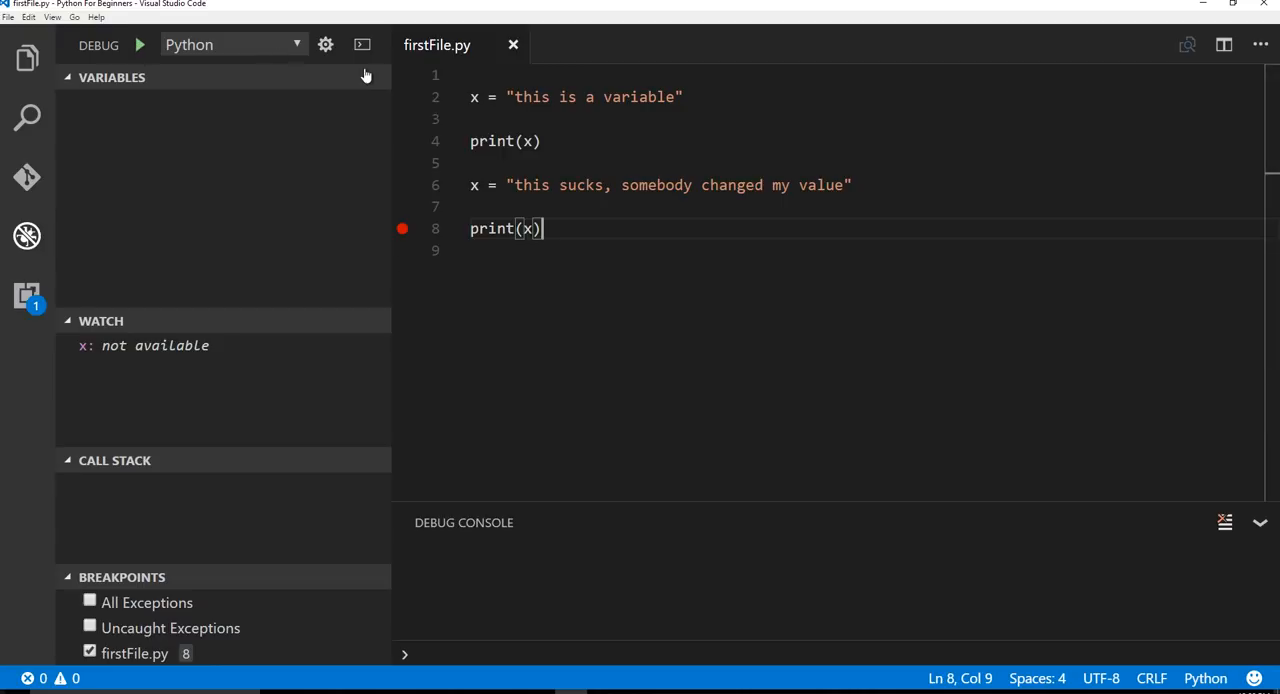 firstFile.py - Python For Beginners - Visual Studio Code
File Edit View Go Help
DEBUG Python
firstFile.py
VARIABLES
1
2 x = "this is a variable"
3
4 print(x)
5
6 x = "this sucks, somebody changed my value"
7
8 print(x)
9
WATCH
x: not available
CALL STACK
1
DEBUG CONSOLE
BREAKPOINTS
All Exceptions
Uncaught Exceptions
firstFile.py 8
0 0 Ln 8, Col 9 Spaces: 4 UTF-8 CRLF Python